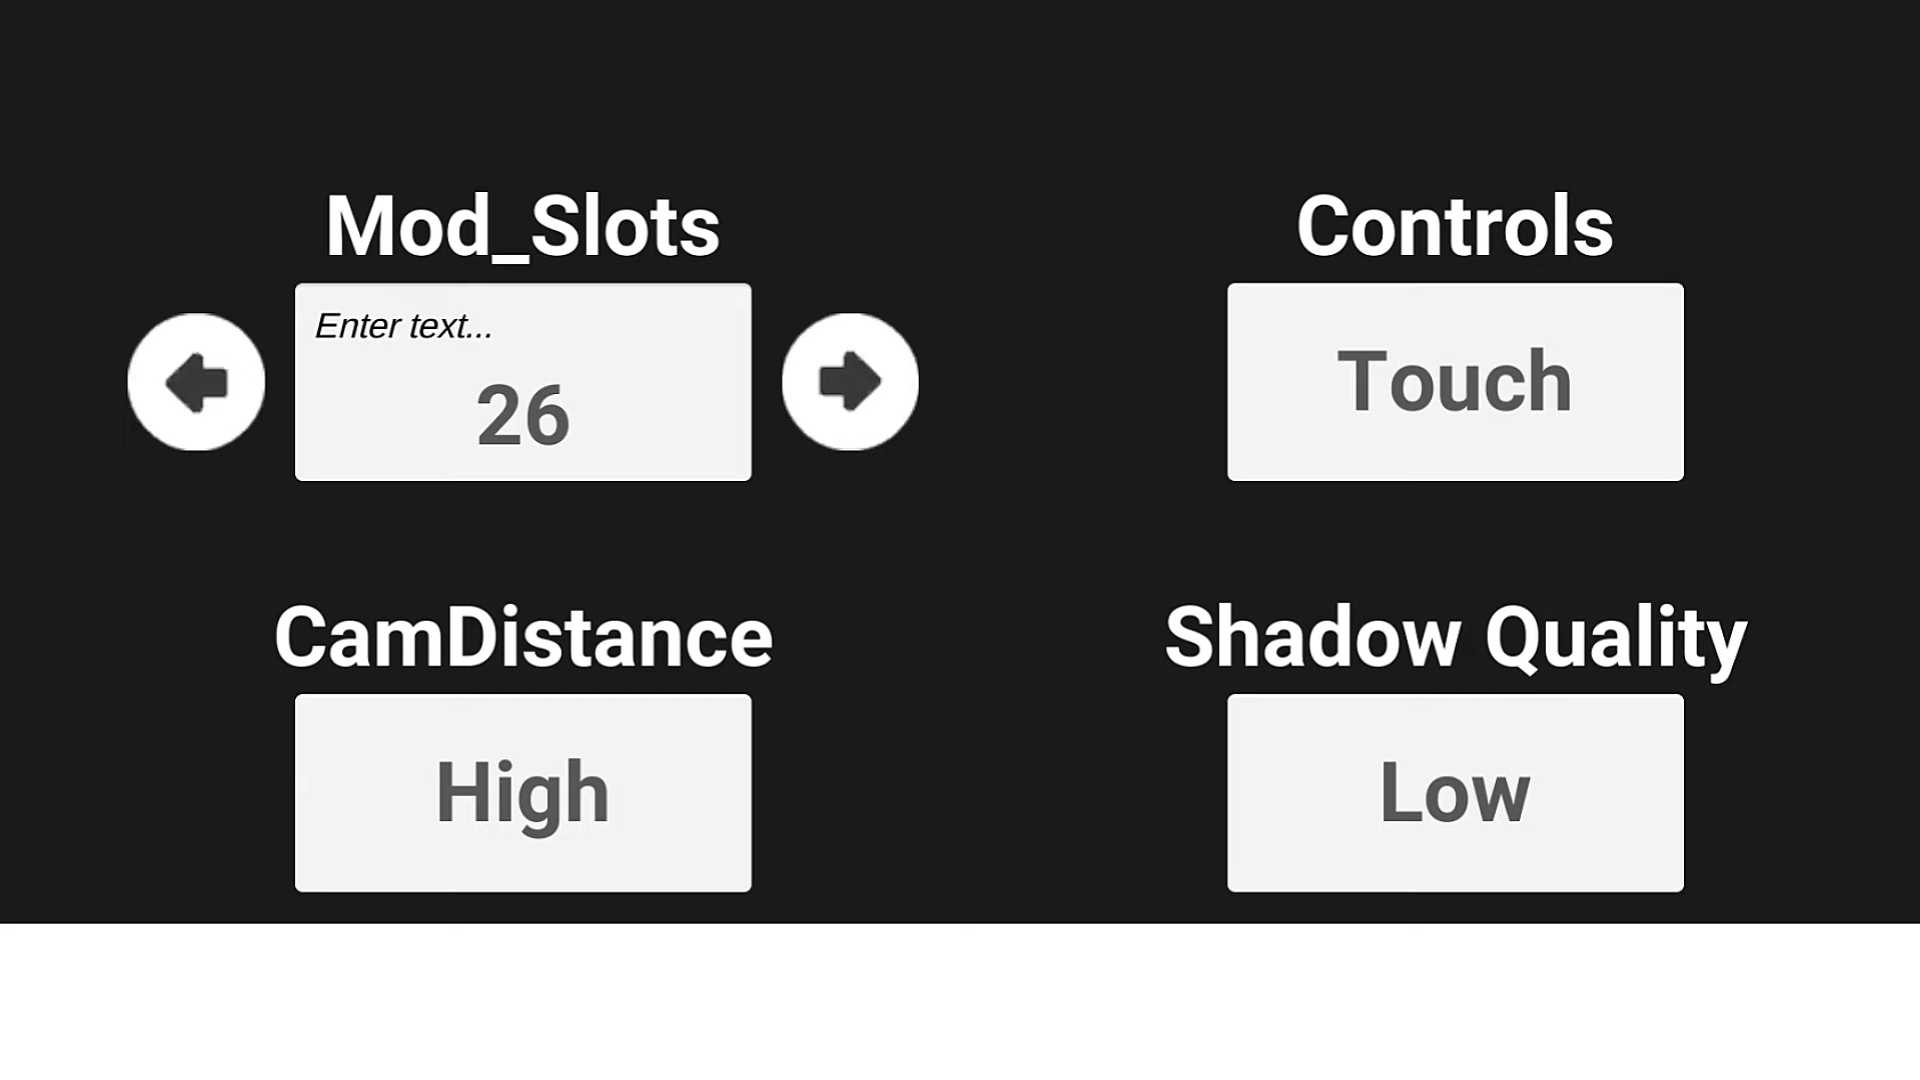 Mod_Slots
Enter text...
26
Controls
Touch
CamDistance
High
Shadow Quality
Low